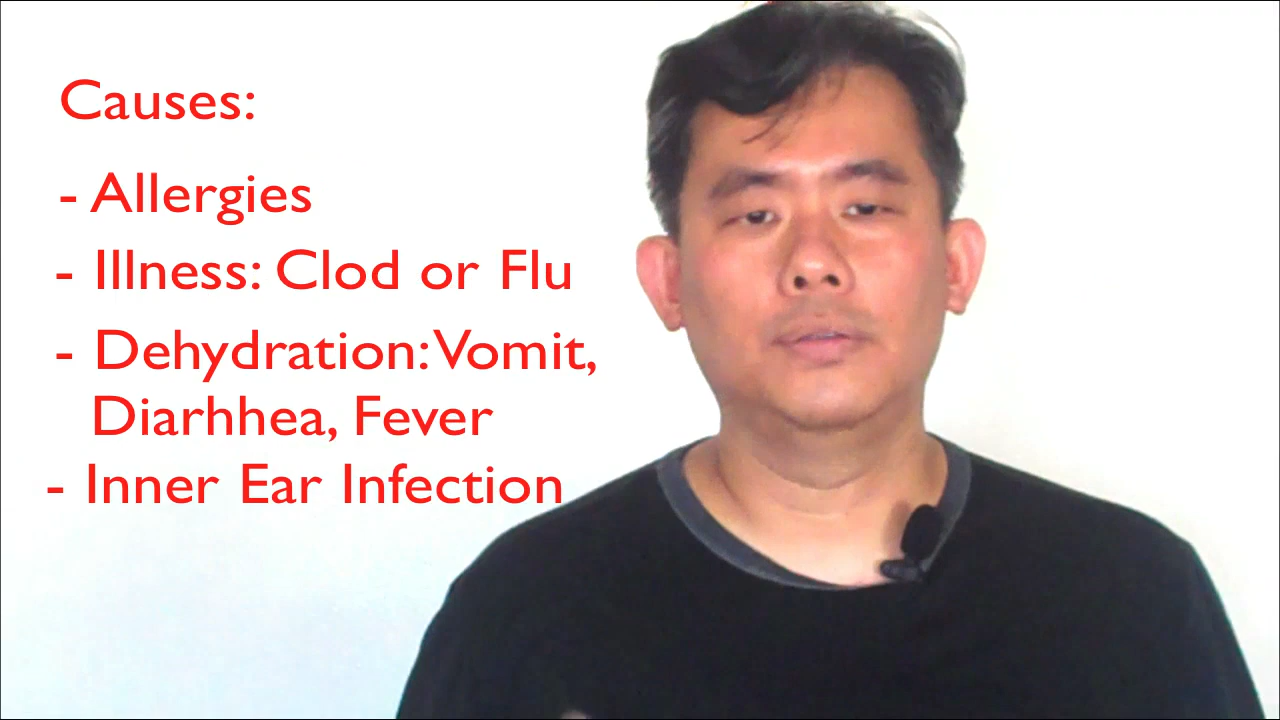 Causes:
- Allergies
- Illness: Clod or Flu
- Dehydration: Vomit,
Diarhhea, Fever
- Inner Ear Infection